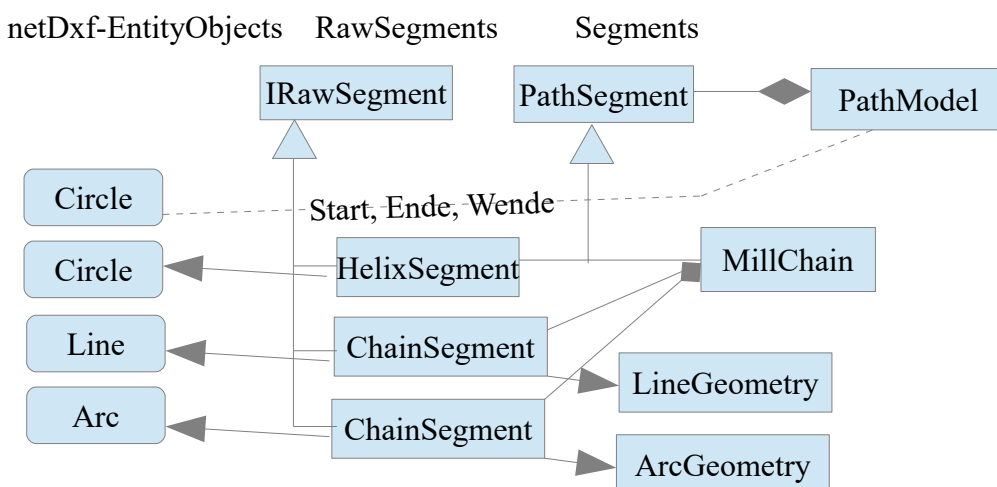 netDxf-EntityObjects RawSegments Segments
IRawSegment
PathSegment
PathModel
Circle
Start, Ende, Wende
Circle
HelixSegment
MillChain
Line
ChainSegment
LineGeometry
Arc
ChainSegment
ArcGeometry